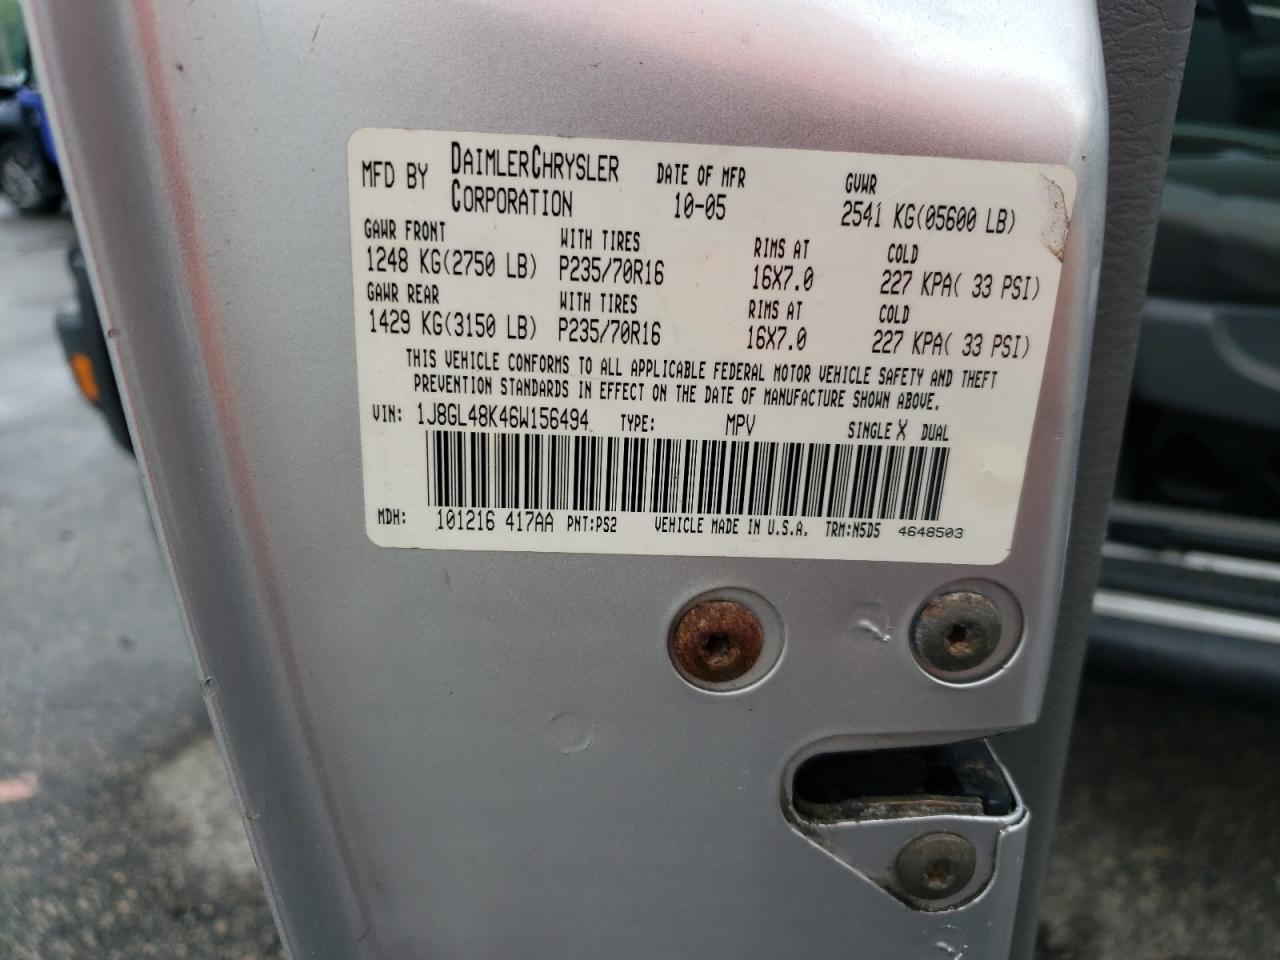 MFD BY DAIMLERCHRYSLER CORPORATION DATE OF MFR 10-05 GVWR 2541 KG(05600 LB)
GAWR FRONT WITH TIRES RIMS AT COLD
1248 KG(2750 LB) P235/70R16 16X7.0 227 KPA( 33 PSI)
GAWR REAR WITH TIRES RIMS AT COLD
1429 KG(3150 LB) P235/70R16 16X7.0 227 KPA( 33 PSI)
THIS VEHICLE CONFORMS TO ALL APPLICABLE FEDERAL MOTOR VEHICLE SAFETY AND THEFT
PREVENTION STANDARDS IN EFFECT ON THE DATE OF MANUFACTURE SHOWN ABOVE.
VIN: 1J8GL48K46W156494 TYPE: MPV SINGLE X DUAL
MDH: 101216 417AA PNT:PS2 VEHICLE MADE IN U.S.A. TRM:N5D5 4648503